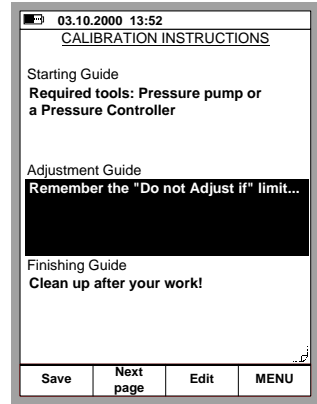 03.10.2000 13:52
CALIBRATION INSTRUCTIONS
Starting Guide
Required tools: Pressure pump or
a Pressure Controller
Adjustment Guide
Remember the "Do not Adjust if" limit...
Finishing Guide
Clean up after your work!
Save
Next
page
Edit
MENU